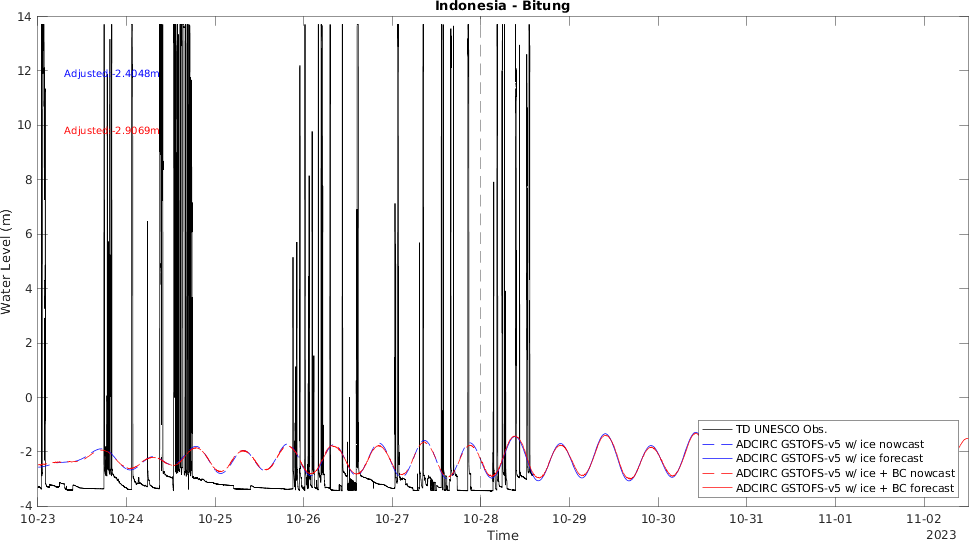 Indonesia - Bitung
14
12
10
8
6
4
2
0
-2
-4
Water Level (m)
Adjusted -2.4048m
Adjusted -2.9069m
TD UNESCO Obs.
ADCIRC GSTOFS-v5 w/ ice nowcast
ADCIRC GSTOFS-v5 w/ ice forecast
ADCIRC GSTOFS-v5 w/ ice + BC nowcast
ADCIRC GSTOFS-v5 w/ ice + BC forecast
10-23 10-24 10-25 10-26 10-27 10-28 10-29 10-30 10-31 11-01 11-02
2023
Time